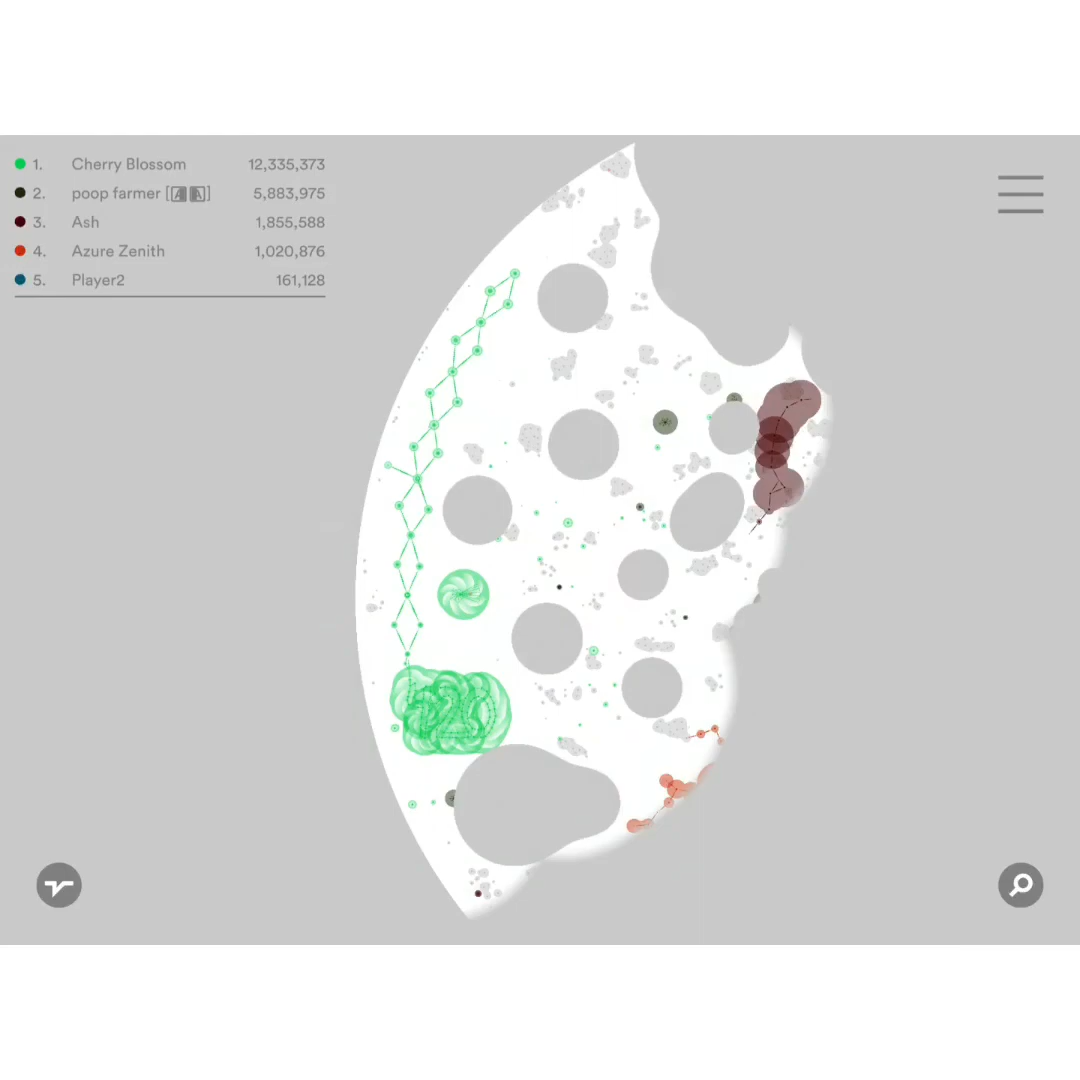 1. Cherry Blossom 12,335,373
2. poop farmer [🄰🄰] 5,883,975
3. Ash 1,855,588
4. Azure Zenith 1,020,876
5. Player2 161,128